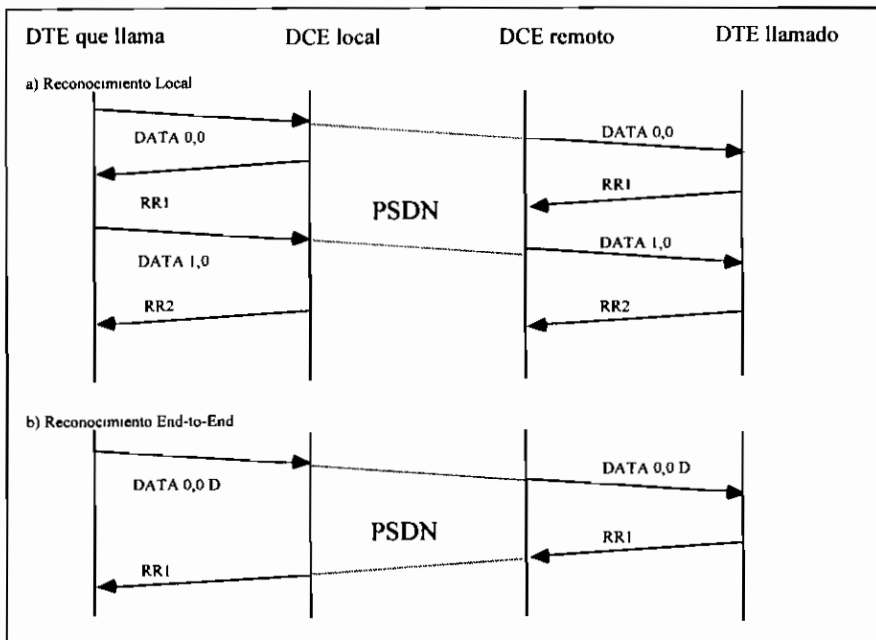 DTE que llama
DCE local
DCE remoto
DTE llamado
a) Reconocimiento Local
DATA 0,0
DATA 0,0
RR1
RR1
PSDN
DATA 1,0
DATA 1,0
RR2
RR2
b) Reconocimiento End-to-End
DATA 0,0 D
DATA 0,0 D
PSDN
RR1
RR1